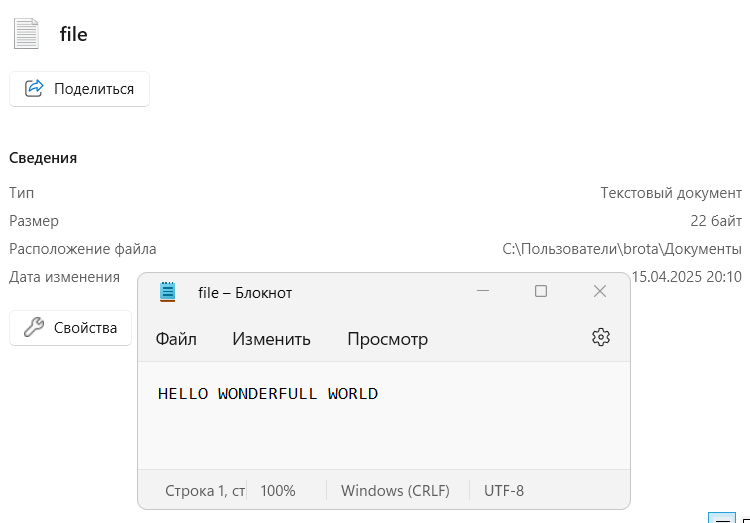 file
Поделиться
Сведения
Тип Текстовый документ
Размер 22 байт
Расположение файла C:\Пользователи\brota\Документы
Дата изменения 15.04.2025 20:10
Свойства
file – Блокнот
Файл Изменить Просмотр
HELLO WONDERFULL WORLD
Строка 1, ст 100% Windows (CRLF) UTF-8